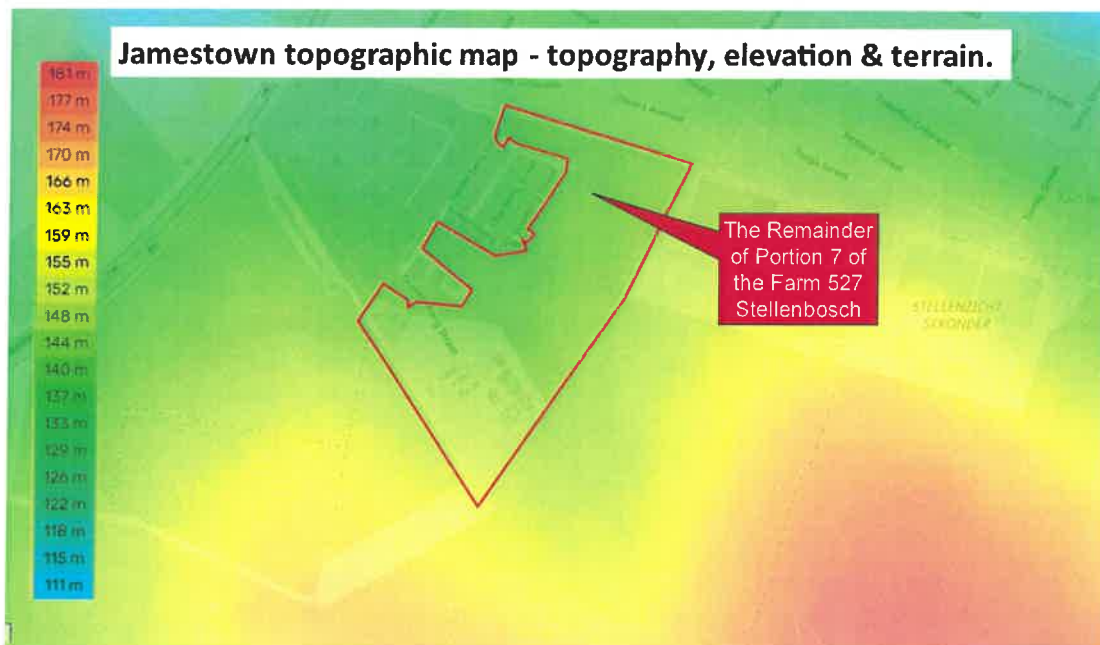 Jamestown topographic map - topography, elevation & terrain.
181 m
177 m
174 m
170 m
166 m
163 m
159 m
155 m
152 m
148 m
144 m
140 m
137 m
133 m
129 m
126 m
122 m
118 m
115 m
111 m
The Remainder
of Portion 7 of
the Farm 527
Stellenbosch
STELLENZICHT
SEKONDER